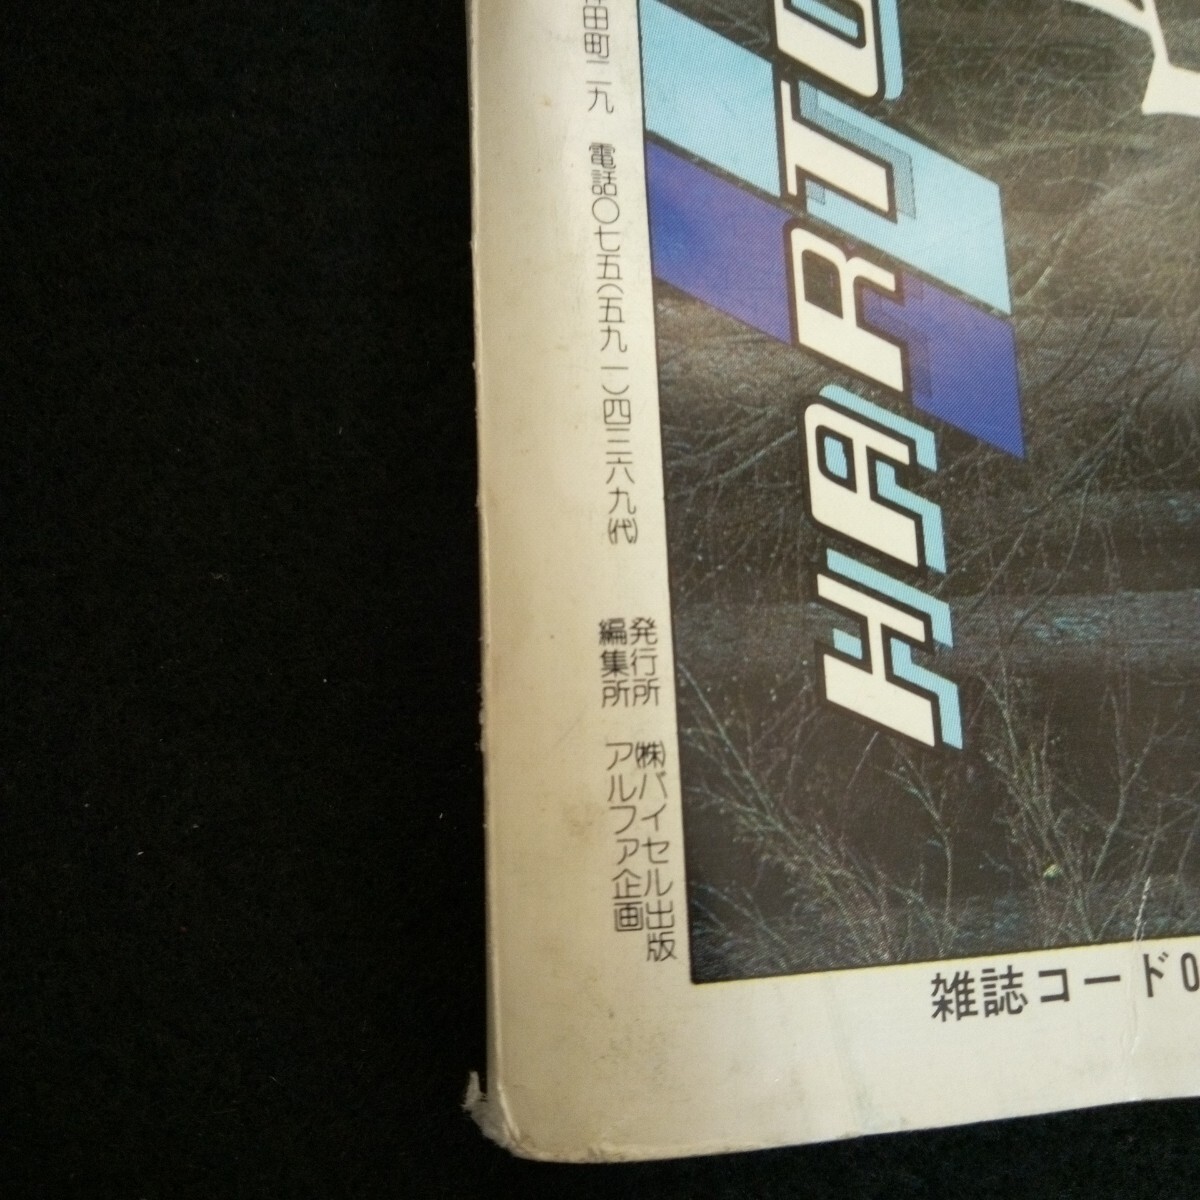 田町二九　電話〇七五(五九一)四三六九(代)
発行所　(株)バイセル出版
編集所　アルファ企画
HARTO
雑誌コード0